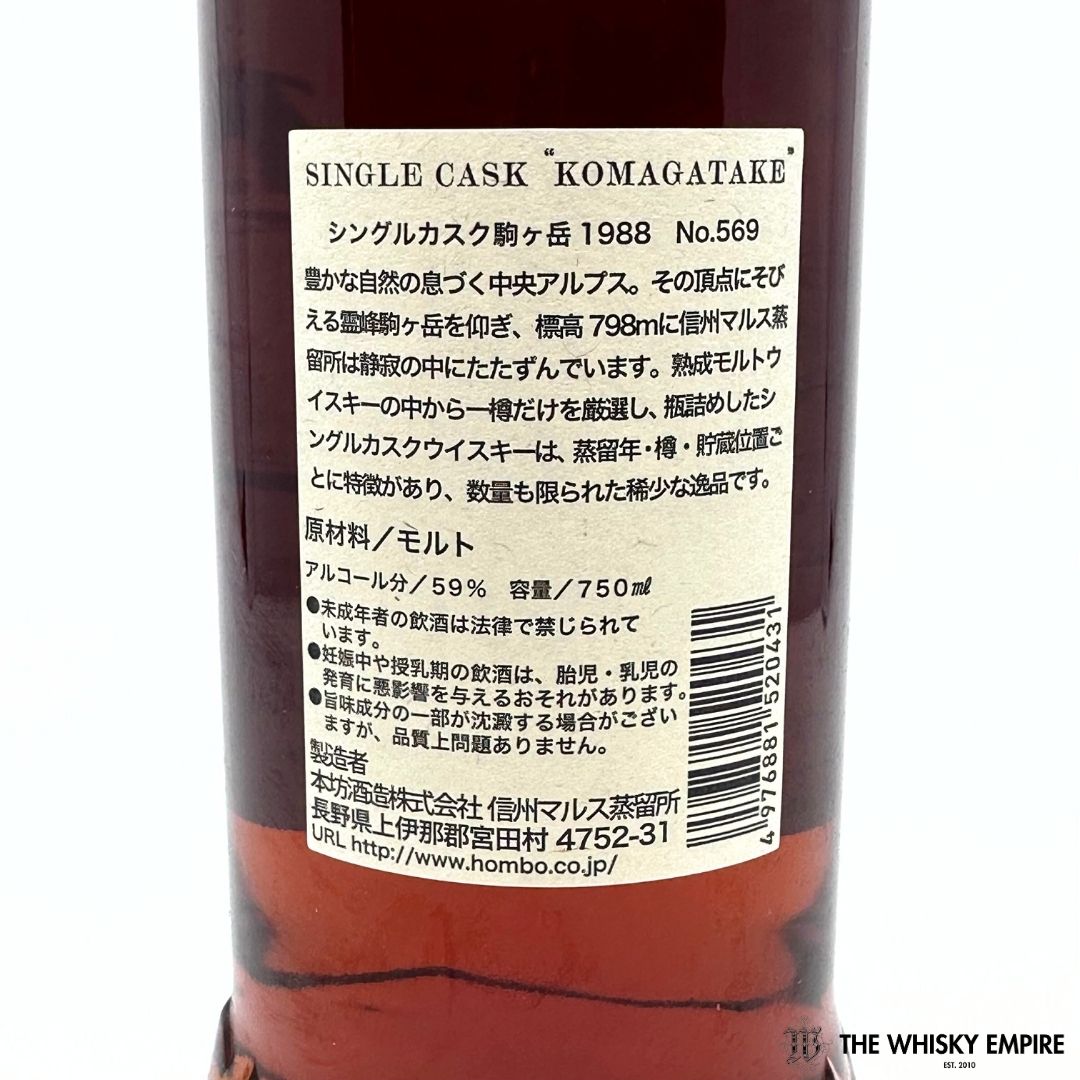 SINGLE CASK "KOMAGATAKE"
シングルカスク駒ヶ岳 1988 No.569
豊かな自然の息づく中央アルプス。その頂点にそび
える霊峰駒ヶ岳を仰ぎ、標高 798mに信州マルス蒸
留所は静寂の中にたたずんでいます。熟成モルトウ
イスキーの中から一樽だけを厳選し、瓶詰めしたシ
ングルカスクウイスキーは、蒸留年・樽・貯蔵位置ご
とに特徴があり、数量も限られた稀少な逸品です。
原材料／モルト
アルコール分／59% 容量／750㎖
●未成年者の飲酒は法律で禁じられて
います。
●妊娠中や授乳期の飲酒は、胎児・乳児の
発育に悪影響を与えるおそれがあります。
●旨味成分の一部が沈澱する場合がござい
ますが、品質上問題ありません。
製造者
本坊酒造株式会社 信州マルス蒸留所
長野県上伊那郡宮田村 4752-31
URL http://www.hombo.co.jp/
4 976881 520431
THE WHISKY EMPIRE
EST. 2010